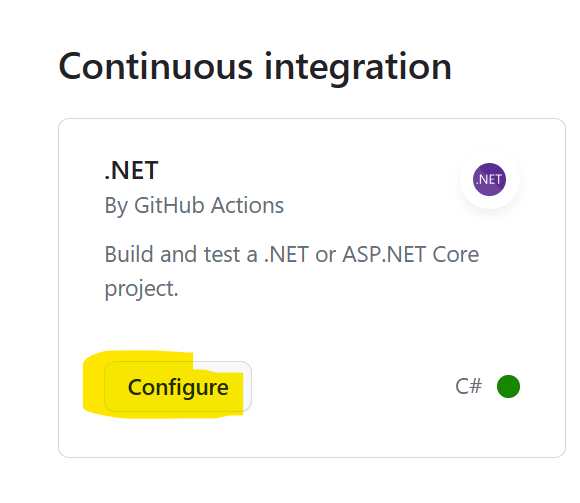 Continuous integration
.NET
.NET
By GitHub Actions
Build and test a .NET or ASP.NET Core
project.
Configure
C#